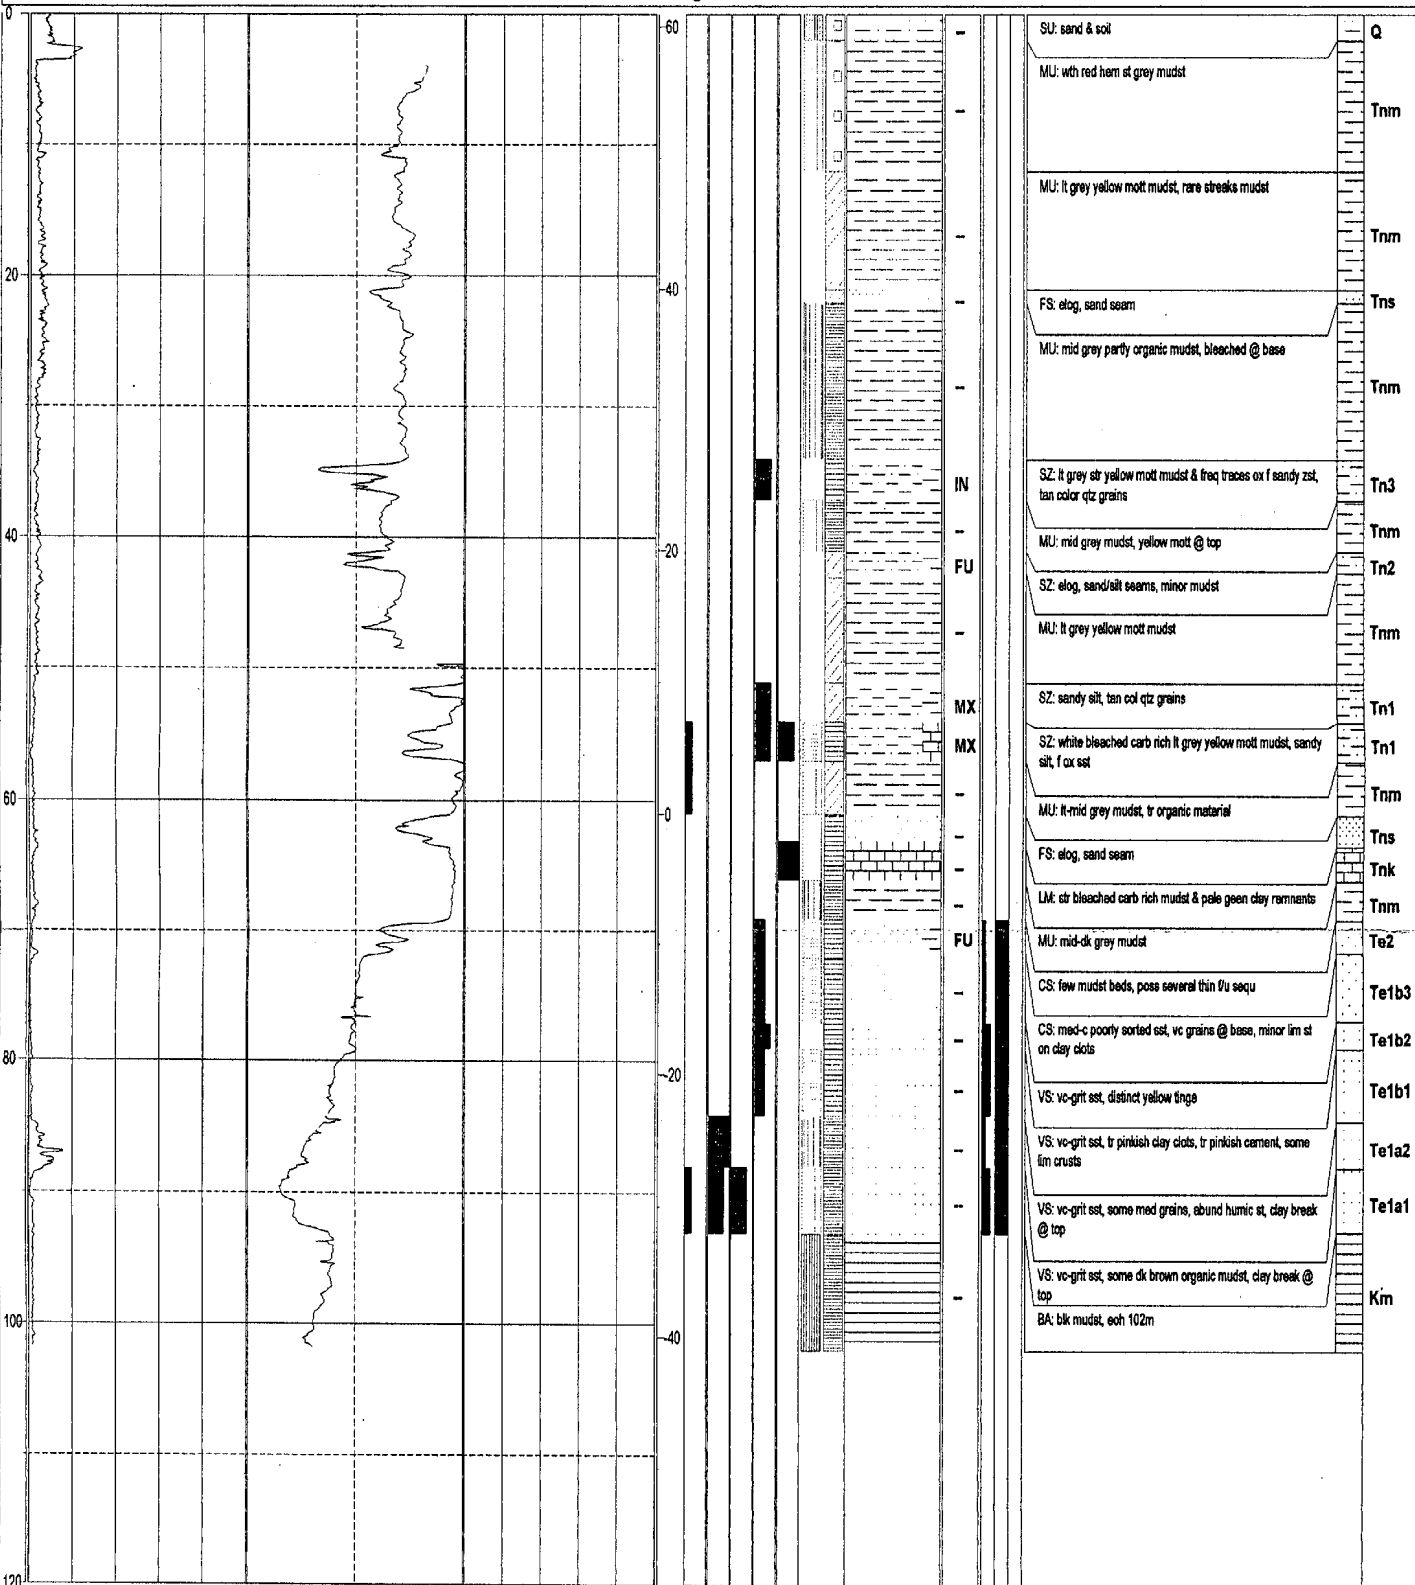 0
20
40
60
80
100
120
60
40
20
0
-20
-40
-
-
-
-
-
IN
-
FU
-
MX
MX
-
-
-
-
FU
-
-
-
-
--
-
SU: sand & soil
MU: wth red hem st grey mudst
MU: lt grey yellow mott mudst, rare streaks mudst
FS: elog, sand seam
MU: mid grey partly organic mudst, bleached @ base
SZ: lt grey str yellow mott mudst & freq traces ox f sandy zst,
tan color qtz grains
MU: mid grey mudst, yellow mott @ top
SZ: elog, sand/silt seams, minor mudst
MU: lt grey yellow mott mudst
SZ: sandy silt, tan col qtz grains
SZ: white bleached carb rich lt grey yellow mott mudst, sandy
silt, f ox sst
MU: lt-mid grey mudst, tr organic material
FS: elog, sand seam
LM: str bleached carb rich mudst & pale geen clay remnants
MU: mid-dk grey mudst
CS: few mudst beds, poss several thin f/u sequ
CS: med-c poorly sorted sst, vc grains @ base, minor lim st
on clay clots
VS: vc-grit sst, distinct yellow tinge
VS: vc-grit sst, tr pinkish clay clots, tr pinkish cement, some
lim crusts
VS: vc-grit sst, some med grains, abund humic st, clay break
@ top
VS: vc-grit sst, some dk brown organic mudst, clay break @
top
BA: blk mudst, eoh 102m
Q
Tnm
Tnm
Tns
Tnm
Tn3
Tnm
Tn2
Tnm
Tn1
Tn1
Tnm
Tns
Tnk
Tnm
Te2
Te1b3
Te1b2
Te1b1
Te1a2
Te1a1
Km